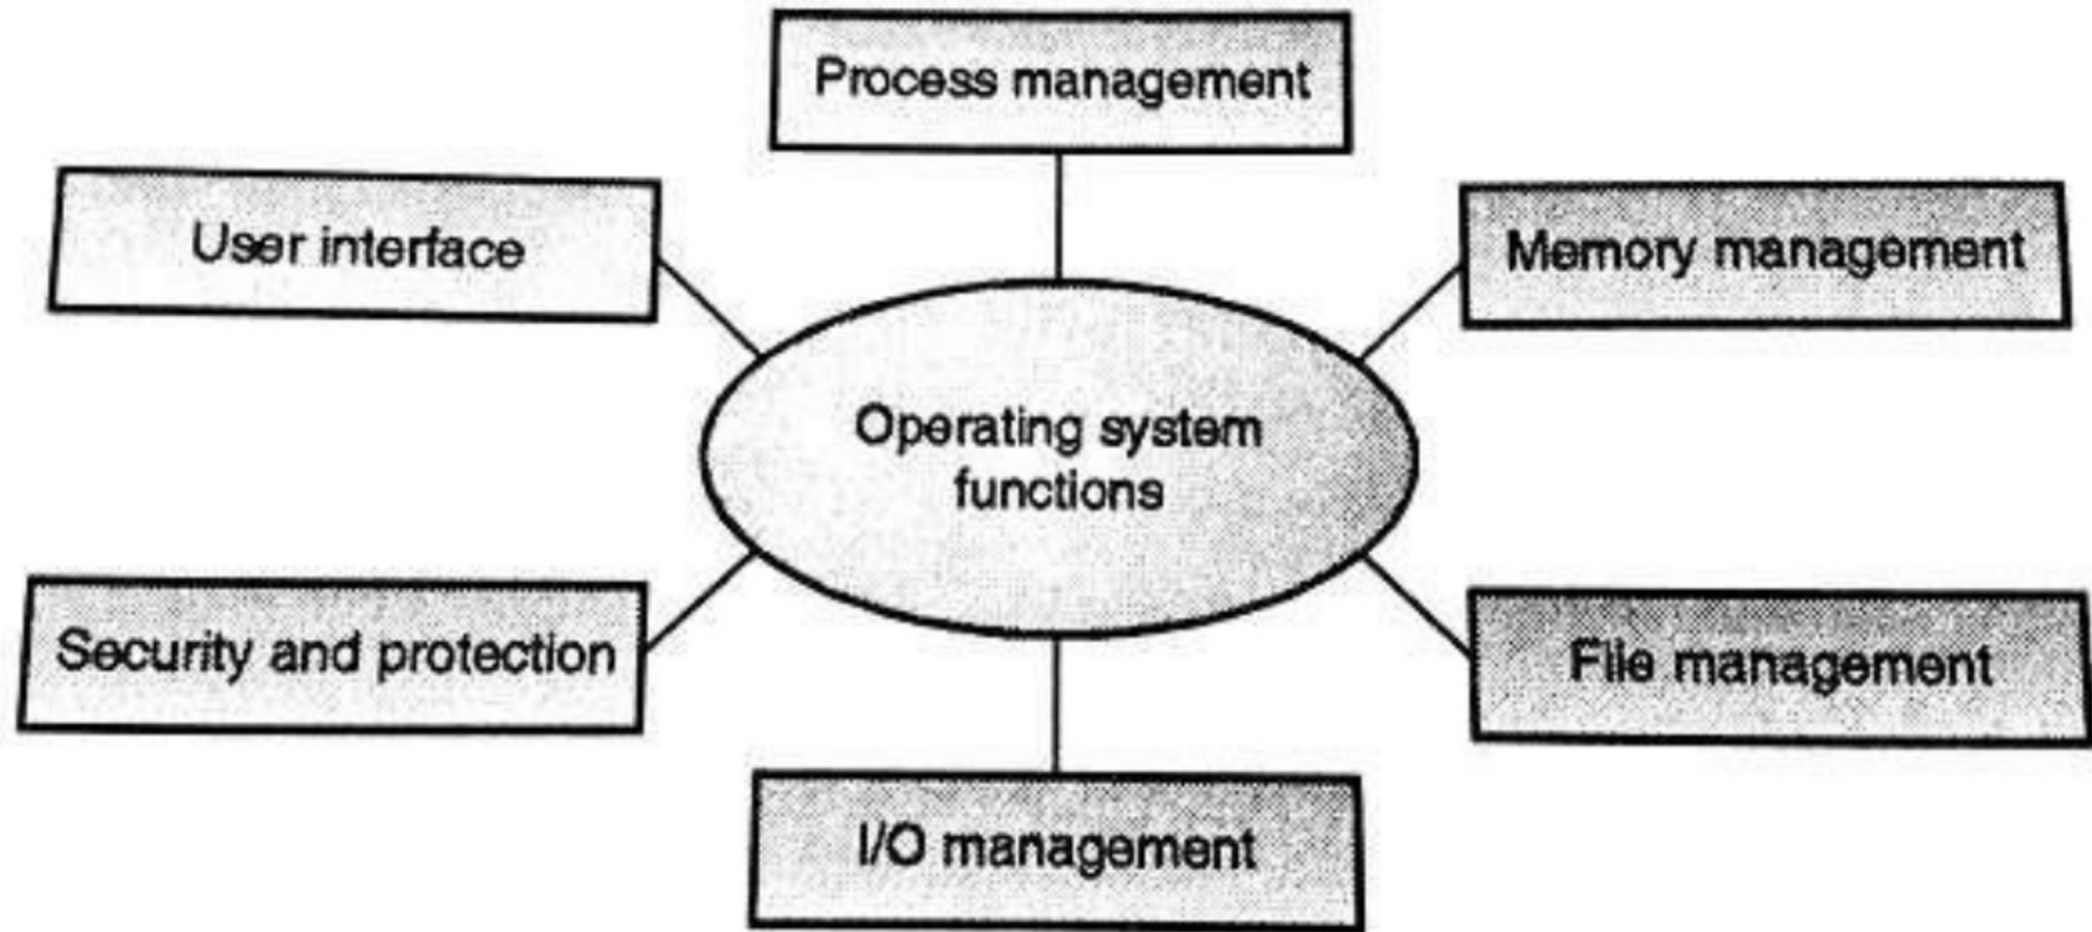 Process management
User interface
Memory management
Operating system
functions
Security and protection
File management
I/O management